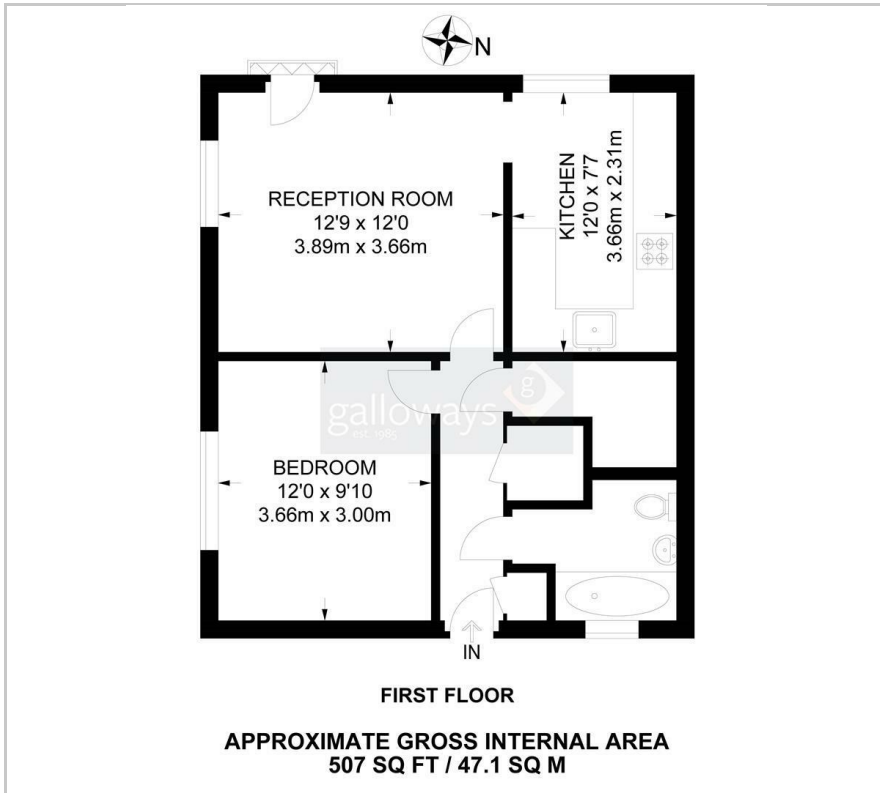 N
RECEPTION ROOM
12'9 x 12'0
3.89m x 3.66m
KITCHEN
12'0 x 7'7
3.66m x 2.31m
galloways
est. 1985
g
BEDROOM
12'0 x 9'10
3.66m x 3.00m
IN
FIRST FLOOR
APPROXIMATE GROSS INTERNAL AREA
507 SQ FT / 47.1 SQ M